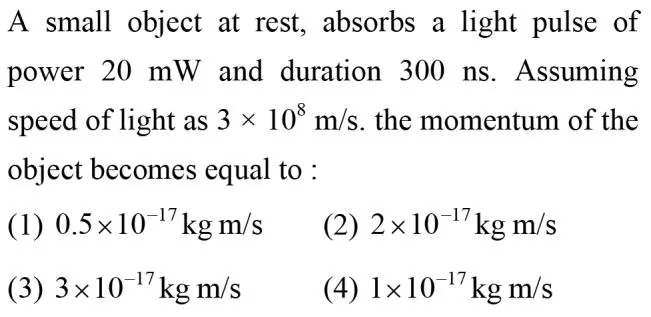 A small object at rest, absorbs a light pulse of
power 20 mW and duration 300 ns. Assuming
speed of light as 3 × 10⁸ m/s. the momentum of the
object becomes equal to :
(1) 0.5×10⁻¹⁷ kg m/s (2) 2×10⁻¹⁷ kg m/s
(3) 3×10⁻¹⁷ kg m/s (4) 1×10⁻¹⁷ kg m/s